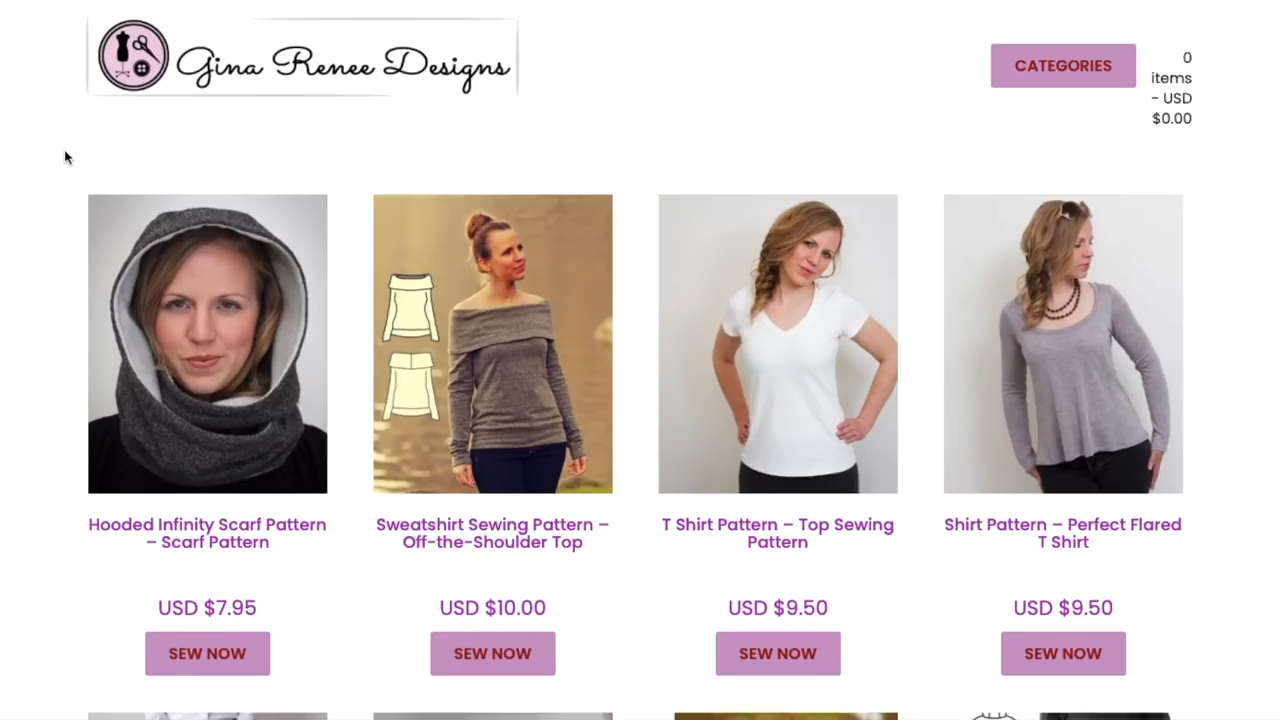 Gina Renee Designs
CATEGORIES
0
items
- USD
$0.00
Hooded Infinity Scarf Pattern
– Scarf Pattern
Sweatshirt Sewing Pattern –
Off-the-Shoulder Top
T Shirt Pattern – Top Sewing
Pattern
Shirt Pattern – Perfect Flared
T Shirt
USD $7.95
USD $10.00
USD $9.50
USD $9.50
SEW NOW
SEW NOW
SEW NOW
SEW NOW